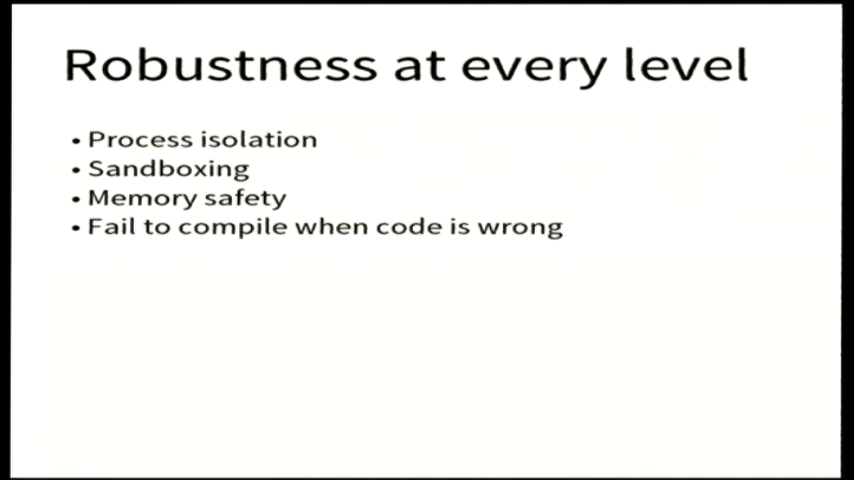 Robustness at every level
• Process isolation
• Sandboxing
• Memory safety
• Fail to compile when code is wrong